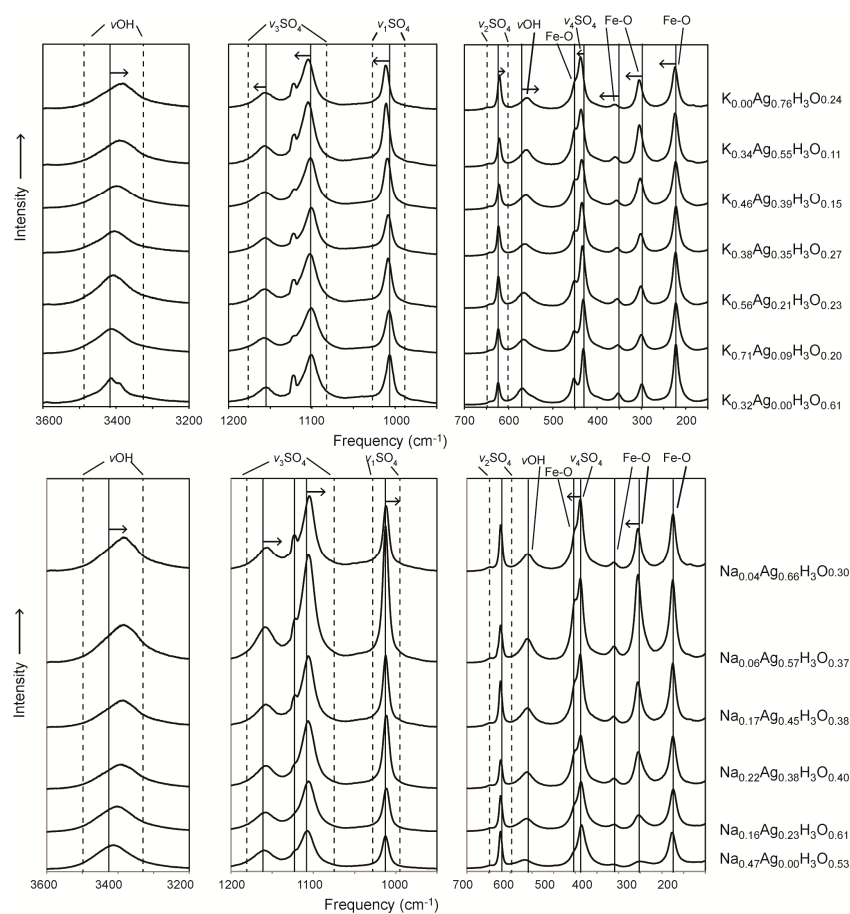 νOH ν₃SO₄ ν₁SO₄ ν₂SO₄ νOH ν₄SO₄ Fe-O Fe-O
Fe-O
K₀.₀₀Ag₀.₇₆H₃O₀.₂₄
K₀.₃₄Ag₀.₅₅H₃O₀.₁₁
K₀.₄₆Ag₀.₃₉H₃O₀.₁₅
K₀.₃₈Ag₀.₃₅H₃O₀.₂₇
K₀.₅₆Ag₀.₂₁H₃O₀.₂₃
K₀.₇₁Ag₀.₀₉H₃O₀.₂₀
K₀.₃₂Ag₀.₀₀H₃O₀.₆₁
Intensity
3600 3400 3200 1200 1100 1000 700 600 500 400 300 200
Frequency (cm⁻¹)
νOH ν₃SO₄ ν₁SO₄ ν₂SO₄ νOH ν₄SO₄ Fe-O Fe-O
Fe-O
Na₀.₀₄Ag₀.₆₆H₃O₀.₃₀
Na₀.₀₆Ag₀.₅₇H₃O₀.₃₇
Na₀.₁₇Ag₀.₄₅H₃O₀.₃₈
Na₀.₂₂Ag₀.₃₈H₃O₀.₄₀
Na₀.₁₆Ag₀.₂₃H₃O₀.₆₁
Na₀.₄₇Ag₀.₀₀H₃O₀.₅₃
Intensity
3600 3400 3200 1200 1100 1000 700 600 500 400 300 200
Frequency (cm⁻¹)